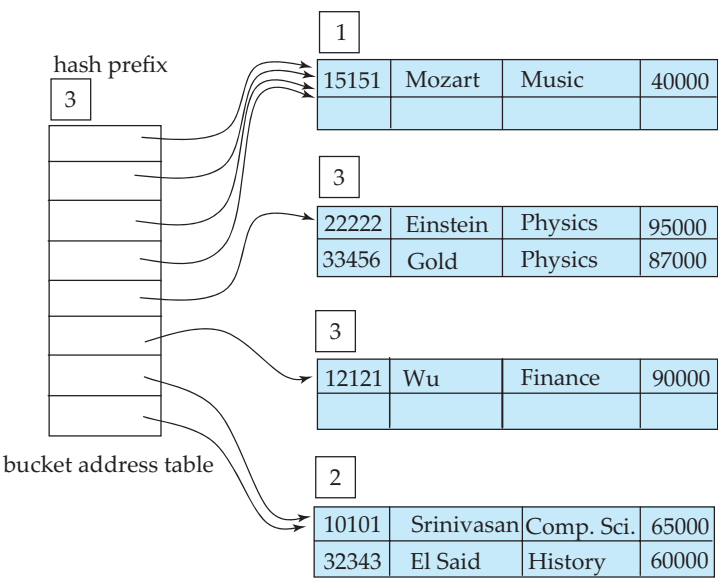 hash prefix
3
bucket address table
1
15151 Mozart Music 40000
3
22222 Einstein Physics 95000
33456 Gold Physics 87000
3
12121 Wu Finance 90000
2
10101 Srinivasan Comp. Sci. 65000
32343 El Said History 60000